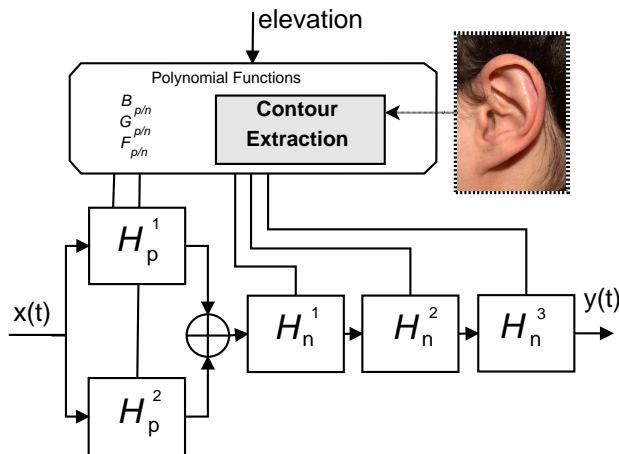 elevation
Polynomial Functions
B p/n
G p/n
F p/n
Contour
Extraction
H p 1
x(t)
H n 1
H n 2
H n 3
y(t)
H p 2